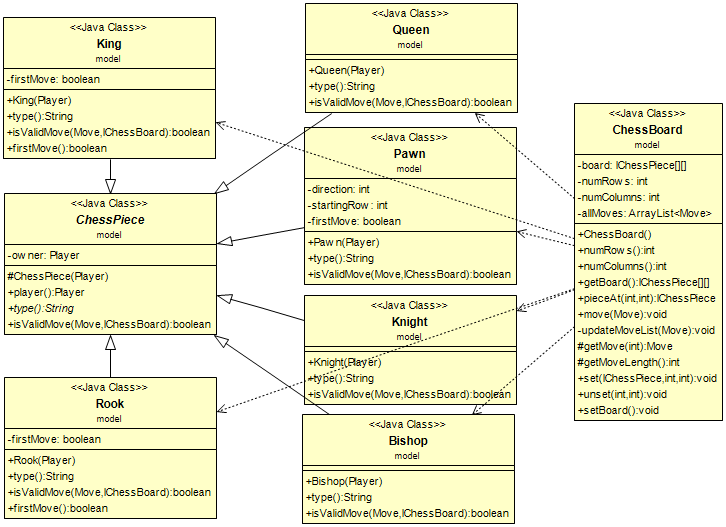 <<Java Class>>
King
model
-firstMove: boolean
+King(Player)
+type():String
+isValidMove(Move,IChessBoard):boolean
+firstMove():boolean
<<Java Class>>
Queen
model
+Queen(Player)
+type():String
+isValidMove(Move,IChessBoard):boolean
<<Java Class>>
ChessBoard
model
-board: IChessPiece[][]
-numRows: int
-numColumns: int
-allMoves: ArrayList<Move>
+ChessBoard()
+numRows():int
+numColumns():int
+getBoard():IChessPiece[][]
+pieceAt(int,int):IChessPiece
+move(Move):void
-updateMoveList(Move):void
#getMove(int):Move
#getMoveLength():int
+set(IChessPiece,int,int):void
+unset(int,int):void
+setBoard():void
<<Java Class>>
Pawn
model
-direction: int
-startingRow: int
-firstMove: boolean
+Pawn(Player)
+type():String
+isValidMove(Move,IChessBoard):boolean
<<Java Class>>
ChessPiece
model
-owner: Player
#ChessPiece(Player)
+player():Player
+type():String
+isValidMove(Move,IChessBoard):boolean
<<Java Class>>
Knight
model
+Knight(Player)
+type():String
+isValidMove(Move,IChessBoard):boolean
<<Java Class>>
Rook
model
-firstMove: boolean
+Rook(Player)
+type():String
+isValidMove(Move,IChessBoard):boolean
+firstMove():boolean
<<Java Class>>
Bishop
model
+Bishop(Player)
+type():String
+isValidMove(Move,IChessBoard):boolean